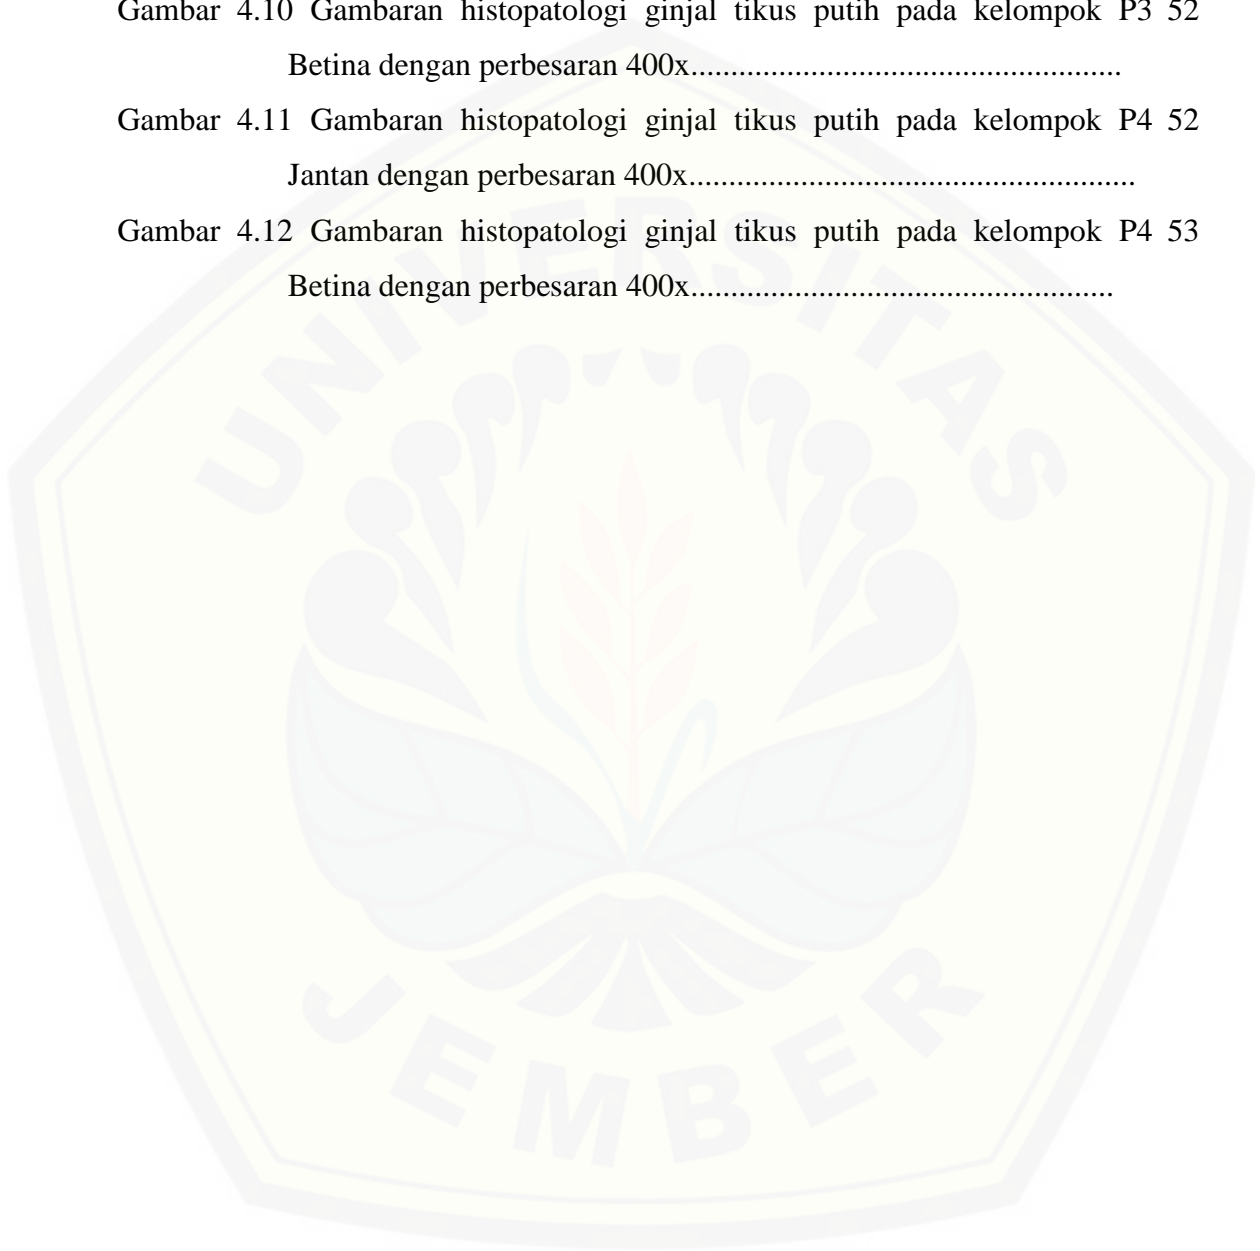 Gambar 4.10 Gambaran histopatologi ginjal tikus putih pada kelompok P3 52
Betina dengan perbesaran 400x.....................................................
Gambar 4.11 Gambaran histopatologi ginjal tikus putih pada kelompok P4 52
Jantan dengan perbesaran 400x.......................................................
Gambar 4.12 Gambaran histopatologi ginjal tikus putih pada kelompok P4 53
Betina dengan perbesaran 400x....................................................
UNIVERSITAS
JEMBER